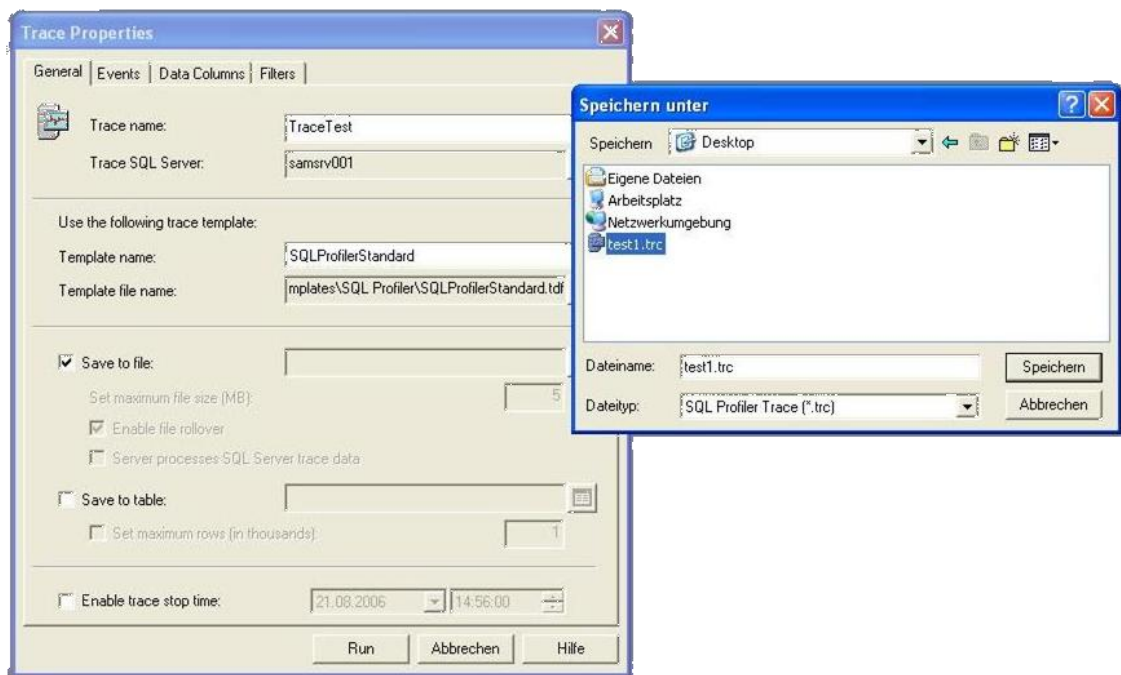 Trace Properties
General Events Data Columns Filters
Trace name: TraceTest
Trace SQL Server: samsrv001
Use the following trace template:
Template name: SQLProfilerStandard
Template file name: mplates\SQL Profiler\SQLProfilerStandard.tdf
Save to file:
Set maximum file size (MB): 5
Enable file rollover
Server processes SQL Server trace data
Save to table:
Set maximum rows (in thousands) 1
Enable trace stop time: 21.08.2006 14:56:00
Run Abbrechen Hilfe
Speichern unter
Speichern Desktop
Eigene Dateien
Arbeitsplatz
Netzwerkumgebung
test1.trc
Dateiname: test1.trc Speichern
Dateityp: SQL Profiler Trace (*.trc) Abbrechen